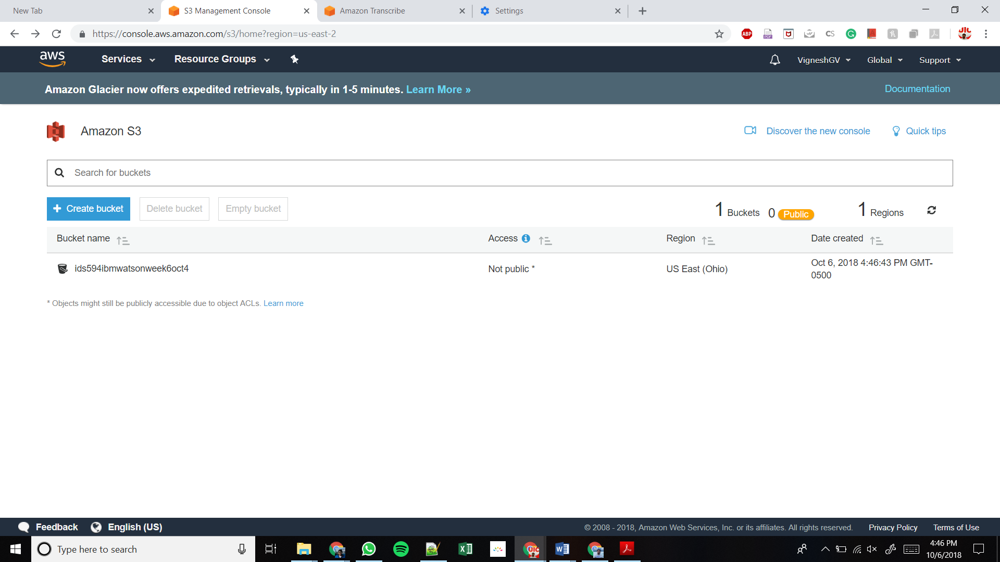 New Tab
S3 Management Console
Amazon Transcribe
Settings
https://console.aws.amazon.com/s3/home?region=us-east-2
ABP
PDF
CS
aws
Services
Resource Groups
VigneshGV
Global
Support
Amazon Glacier now offers expedited retrievals, typically in 1-5 minutes. Learn More »
Documentation
Amazon S3
Discover the new console
Quick tips
Search for buckets
Create bucket
Delete bucket
Empty bucket
1 Buckets
0 Public
1 Regions
Bucket name
Access
Region
Date created
ids594ibmwatsonweek6oct4
Not public *
US East (Ohio)
Oct 6, 2018 4:46:43 PM GMT-
0500
* Objects might still be publicly accessible due to object ACLs. Learn more
Feedback
English (US)
© 2008 - 2018, Amazon Web Services, Inc. or its affiliates. All rights reserved.
Privacy Policy
Terms of Use
Type here to search
4:46 PM
10/6/2018